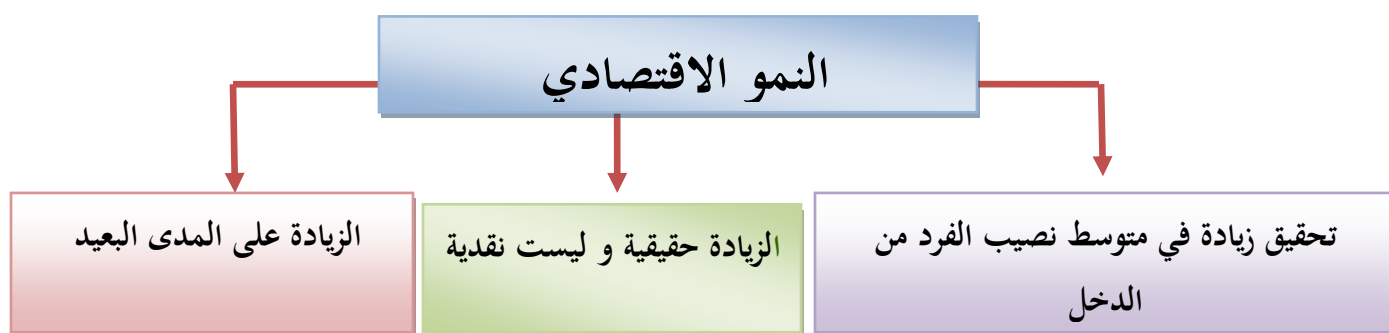 النمو الاقتصادي
تحقيق زيادة في متوسط نصيب الفرد من
الدخل
الزيادة حقيقية و ليست نقدية
الزيادة على المدى البعيد